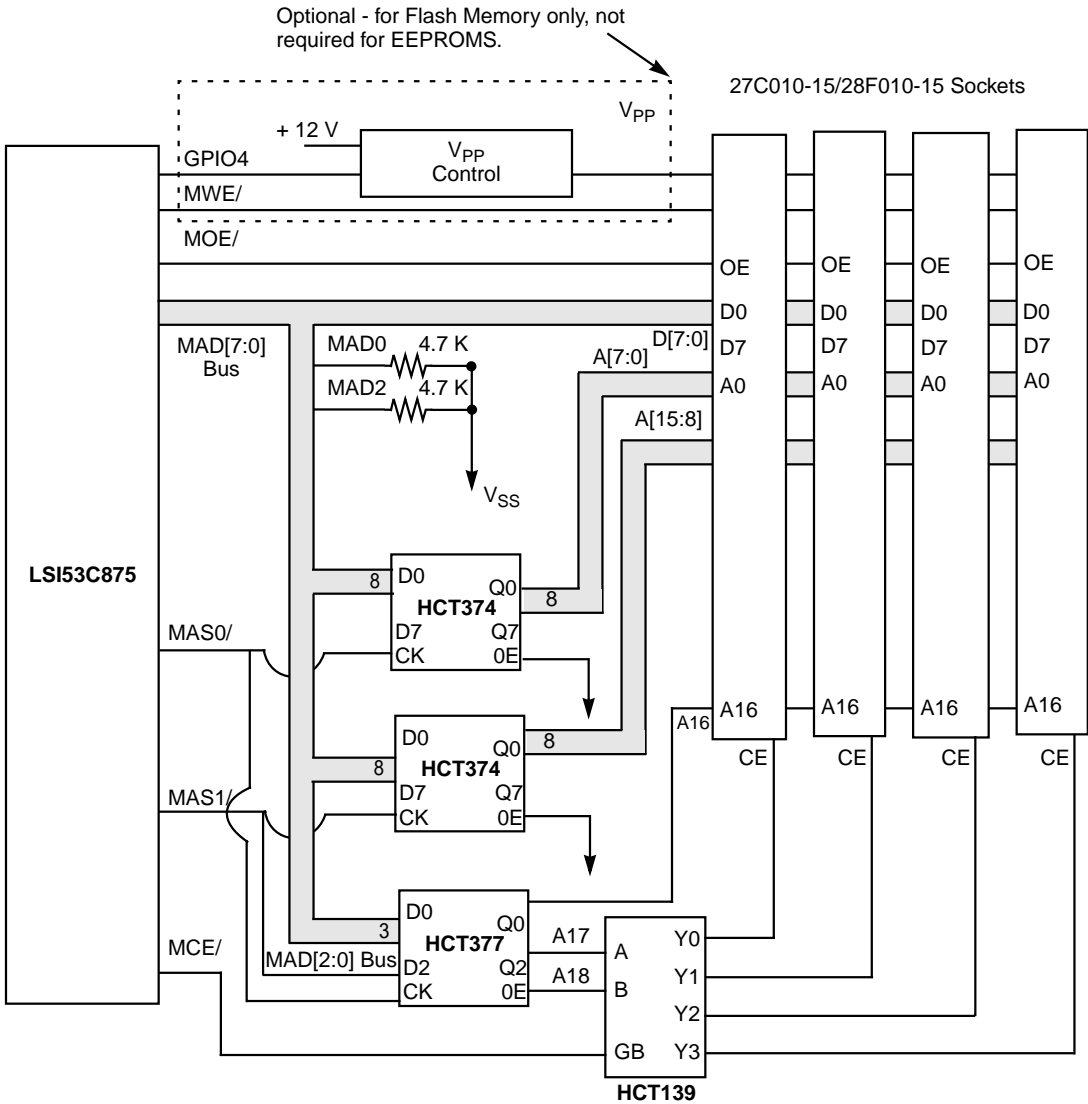 Optional - for Flash Memory only, not
required for EEPROMS.
27C010-15/28F010-15 Sockets
VPP
+ 12 V
VPP
Control
GPIO4
MWE/
MOE/
OE
OE
OE
OE
D0
D0
D0
D0
MAD[7:0]
Bus
MAD0
4.7 K
MAD2
4.7 K
D[7:0]
D7
D7
D7
D7
A[7:0]
A0
A0
A0
A0
A[15:8]
VSS
LSI53C875
8
D0
Q0
8
HCT374
D7
Q7
CK
0E
MAS0/
A16
A16
A16
A16
A16
CE
CE
CE
CE
8
D0
Q0
8
HCT374
D7
Q7
CK
0E
MAS1/
3
D0
Q0
HCT377
MAD[2:0] Bus
D2
Q2
CK
0E
MCE/
A17
A18
A
B
GB
Y0
Y1
Y2
Y3
HCT139